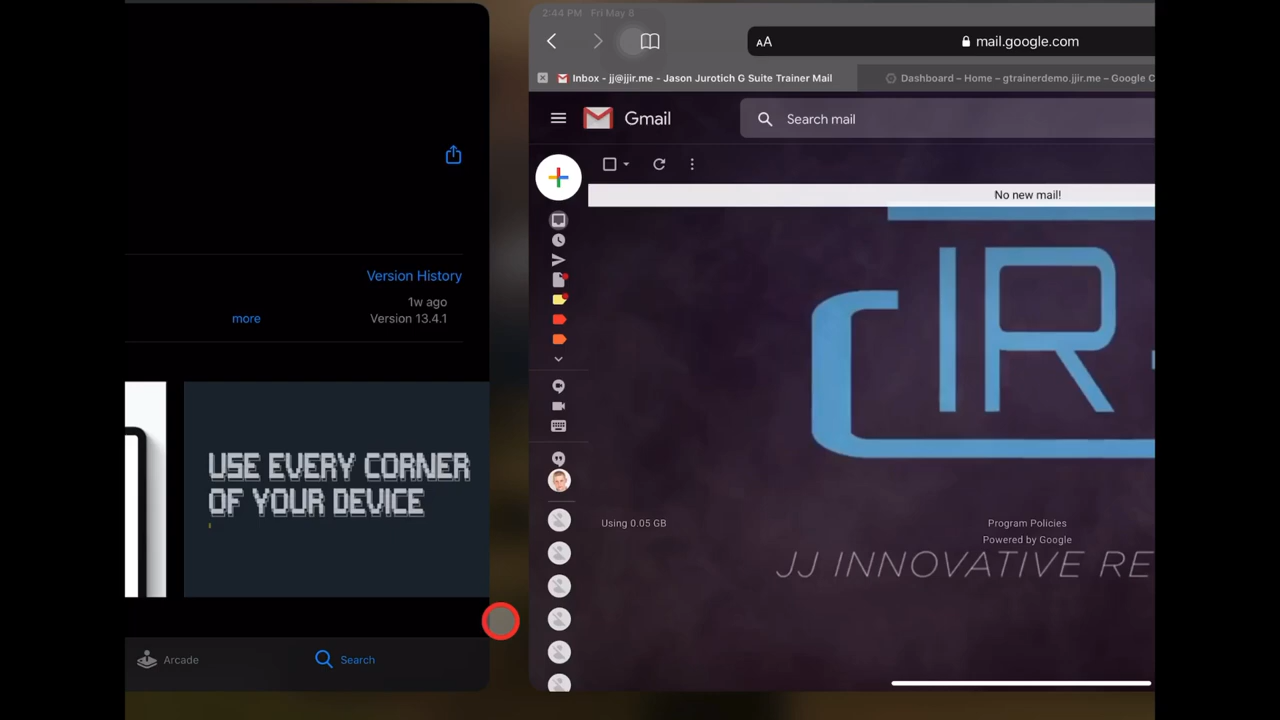 Version History
1w ago
more
Version 13.4.1
USE EVERY CORNER
OF YOUR DEVICE
Arcade
Search
2:44 PM Fri May 8
AA
mail.google.com
Inbox - jj@jjir.me - Jason Jurotich G Suite Trainer Mail
Dashboard – Home – gtrainerdemo.jjir.me – Google C
Gmail
Search mail
No new mail!
IR
Using 0.05 GB
Program Policies
Powered by Google
JJ INNOVATIVE RE